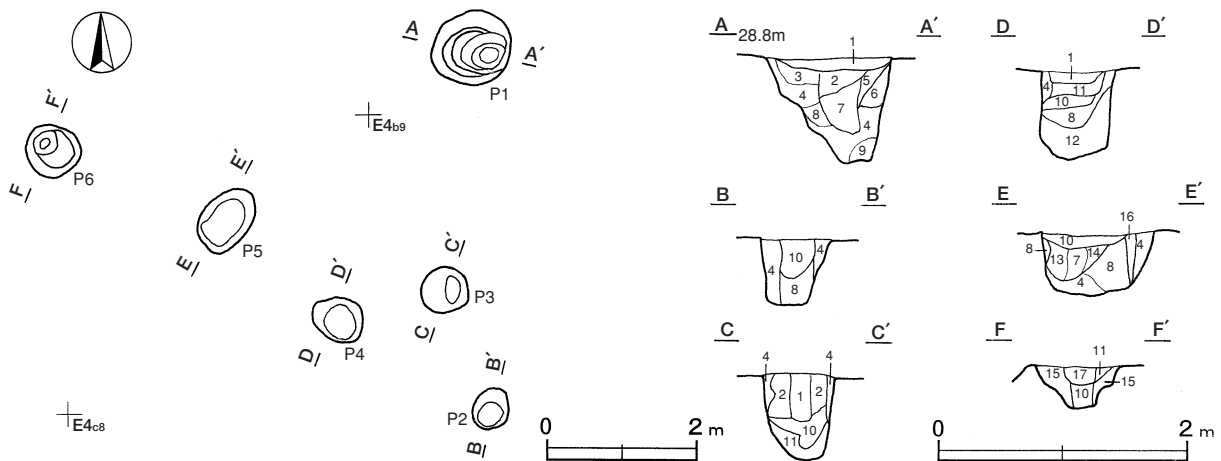 A
A′
P1
E4b9
F′
F
P6
E′
E
P5
D′
D
P4
C′
C
P3
B′
B
P2
E4c8
0 2 m
A 28.8m A′
1
3 2 5 6
4 7
8 4
9
D D′
1
4 11
10
8
12
B B′
10 4
4
8
E E′
16
10 4
8 13 7 14 8
4
C C′
4 4
2 1 2
10
11
F F′
11
15 17 15
10
0 2 m